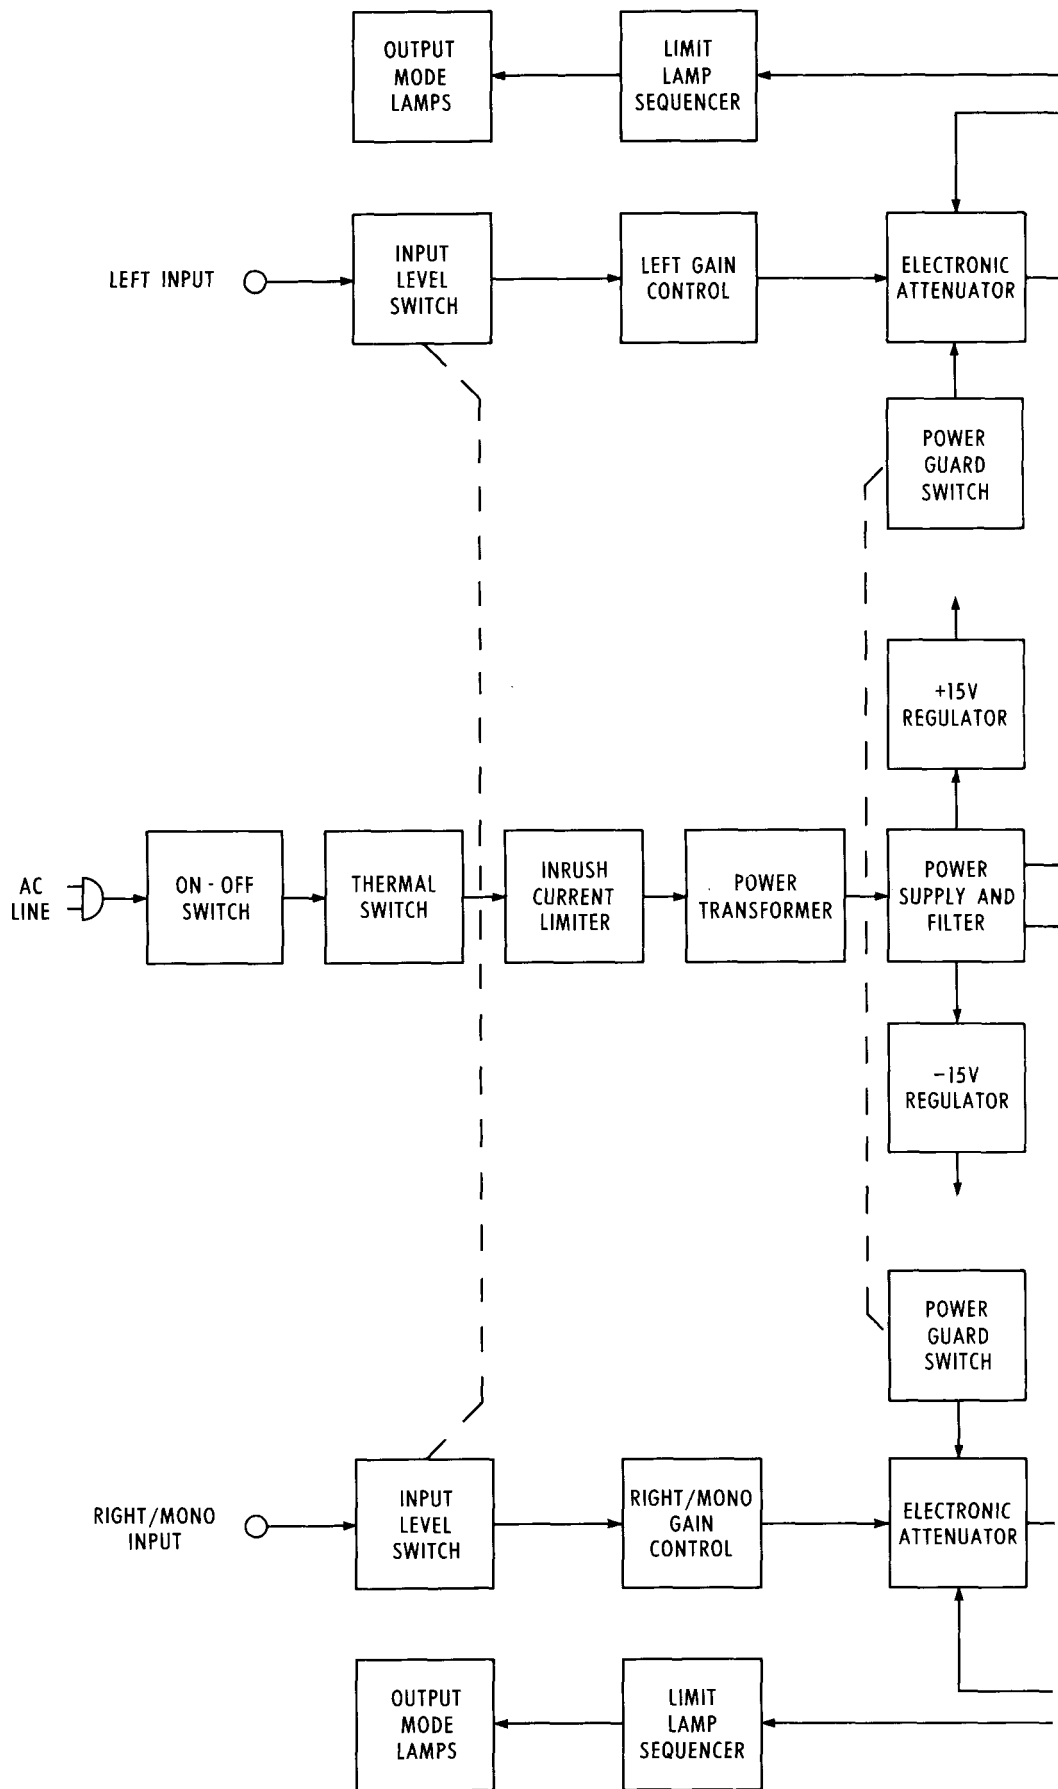 OUTPUT
MODE
LAMPS
LIMIT
LAMP
SEQUENCER
LEFT INPUT
INPUT
LEVEL
SWITCH
LEFT GAIN
CONTROL
ELECTRONIC
ATTENUATOR
POWER
GUARD
SWITCH
+15V
REGULATOR
AC
LINE
ON - OFF
SWITCH
THERMAL
SWITCH
INRUSH
CURRENT
LIMITER
POWER
TRANSFORMER
POWER
SUPPLY AND
FILTER
-15V
REGULATOR
POWER
GUARD
SWITCH
RIGHT/MONO
INPUT
INPUT
LEVEL
SWITCH
RIGHT/MONO
GAIN
CONTROL
ELECTRONIC
ATTENUATOR
OUTPUT
MODE
LAMPS
LIMIT
LAMP
SEQUENCER